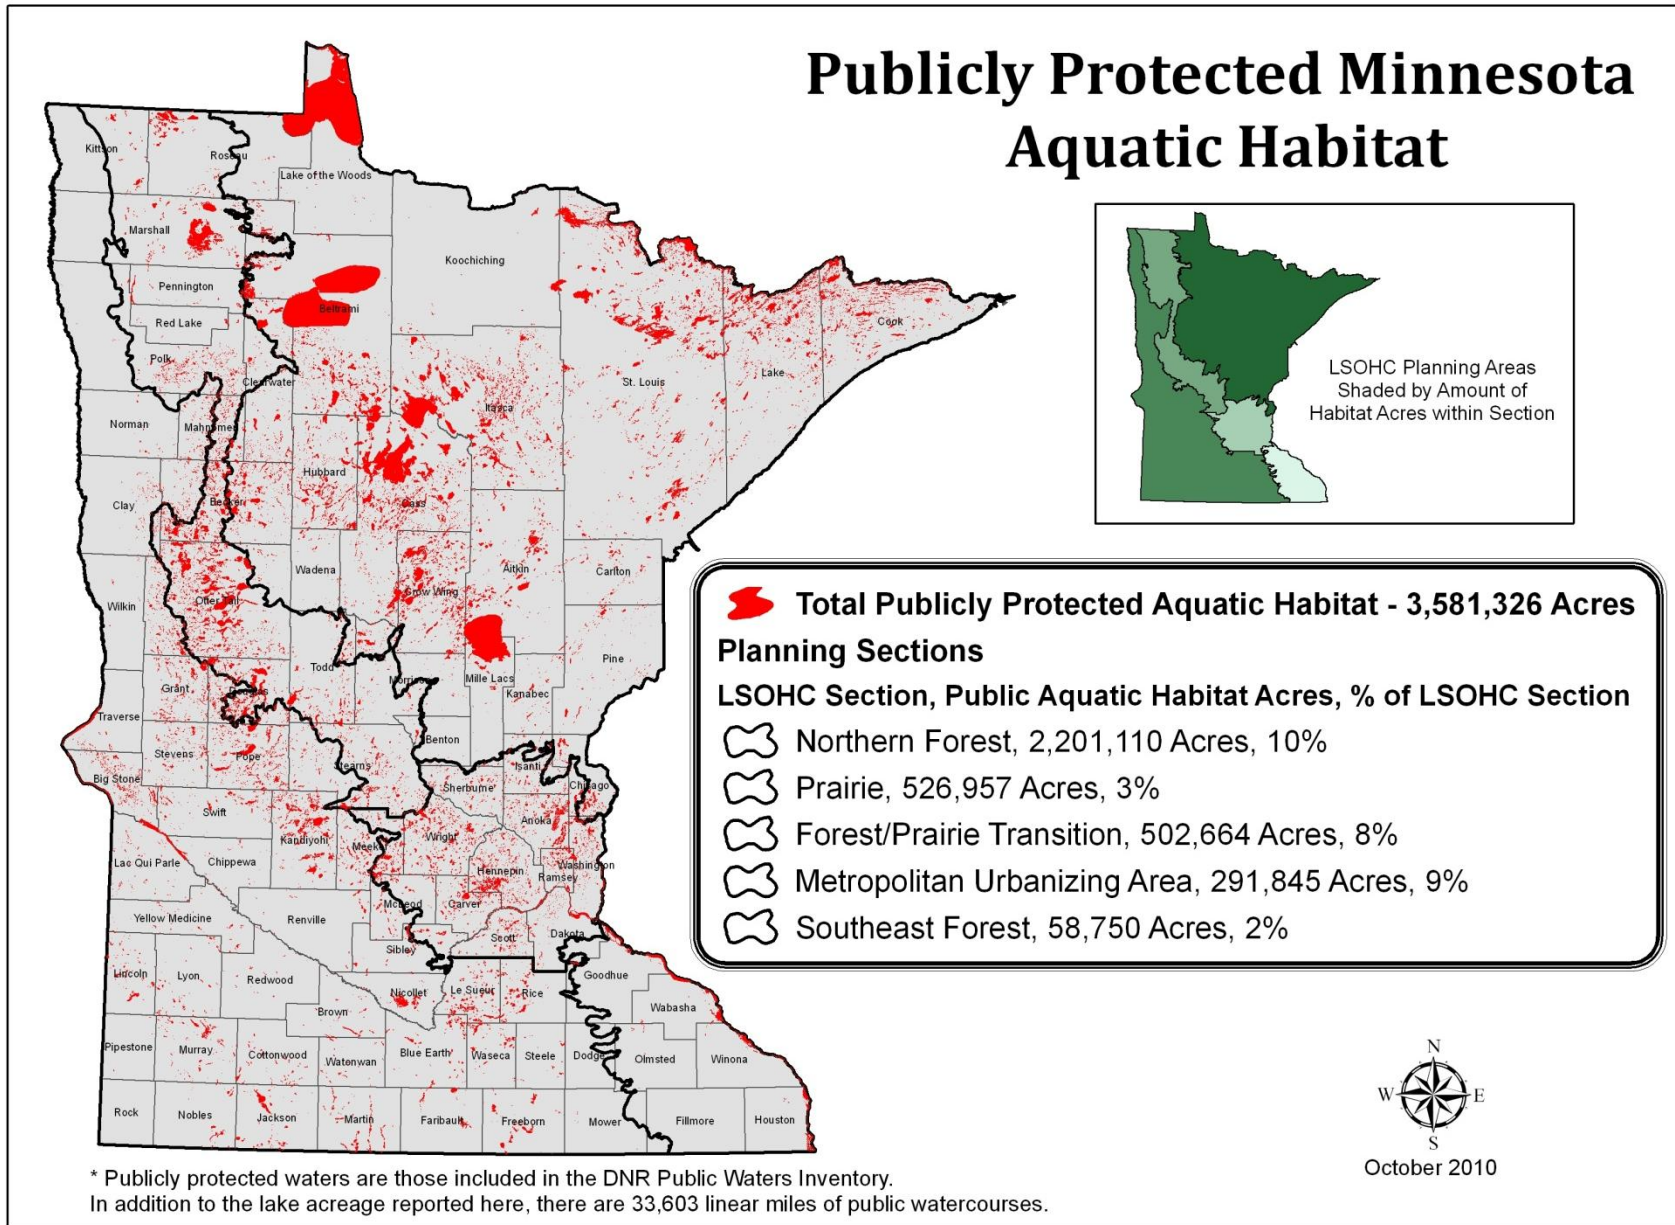 Publicly Protected Minnesota
Aquatic Habitat
LSOHC Planning Areas
Shaded by Amount of
Habitat Acres within Section
Total Publicly Protected Aquatic Habitat - 3,581,326 Acres
Planning Sections
LSOHC Section, Public Aquatic Habitat Acres, % of LSOHC Section
Northern Forest, 2,201,110 Acres, 10%
Prairie, 526,957 Acres, 3%
Forest/Prairie Transition, 502,664 Acres, 8%
Metropolitan Urbanizing Area, 291,845 Acres, 9%
Southeast Forest, 58,750 Acres, 2%
Kittson
Roseau
Lake of the Woods
Marshall
Koochiching
Pennington
Beltrami
Red Lake
Cook
Polk
Clearwater
St. Louis
Lake
Itasca
Norman
Mahnomen
Hubbard
Cass
Clay
Becker
Wadena
Aitkin
Carlton
Wilkin
Otter Tail
Crow Wing
Pine
Todd
Morrison
Mille Lacs
Kanabec
Grant
Douglas
Traverse
Stevens
Pope
Benton
Stearns
Isanti
Big Stone
Sherburne
Chisago
Swift
Anoka
Kandiyohi
Meeker
Wright
Lac Qui Parle
Chippewa
Hennepin
Washington
Ramsey
McLeod
Carver
Yellow Medicine
Renville
Scott
Dakota
Sibley
Lincoln
Lyon
Redwood
Nicollet
Le Sueur
Rice
Goodhue
Wabasha
Brown
Pipestone
Murray
Cottonwood
Watonwan
Blue Earth
Waseca
Steele
Dodge
Olmsted
Winona
Rock
Nobles
Jackson
Martin
Faribault
Freeborn
Mower
Fillmore
Houston
N
W
E
S
October 2010
* Publicly protected waters are those included in the DNR Public Waters Inventory.
In addition to the lake acreage reported here, there are 33,603 linear miles of public watercourses.